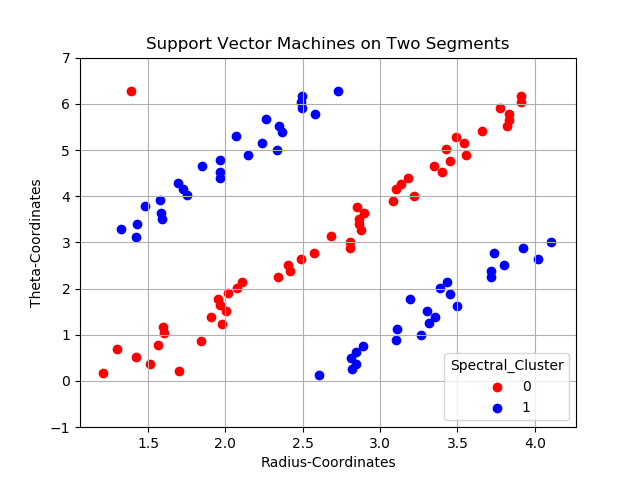 Support Vector Machines on Two Segments
Theta-Coordinates
7
6
5
4
3
2
1
0
−1
1.5 2.0 2.5 3.0 3.5 4.0
Radius-Coordinates
Spectral_Cluster
0
1